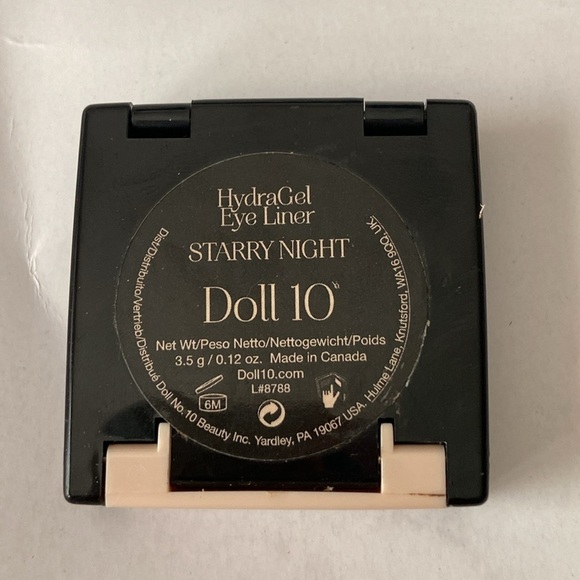 HydraGel
Eye Liner
STARRY NIGHT
Doll 10
Net Wt/Peso Netto/Nettogewicht/Poids
3.5 g / 0.12 oz. Made in Canada
Doll10.com
L#8788
6M
Dist/Distribuito/Vertrieb/Distribué Doll No.10 Beauty Inc. Yardley, PA 19067 USA. Hulme Lane, Knutsford, WA16 9QQ, UK.